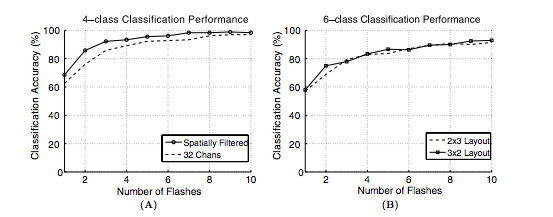 4-class Classification Performance
Classification Accuracy (%)
100
80
60
40
20
0
2
4
6
8
10
Spatially Filtered
32 Chans
Number of Flashes
(A)
6-class Classification Performance
Classification Accuracy (%)
100
80
60
40
20
0
2
4
6
8
10
2x3 Layout
3x2 Layout
Number of Flashes
(B)